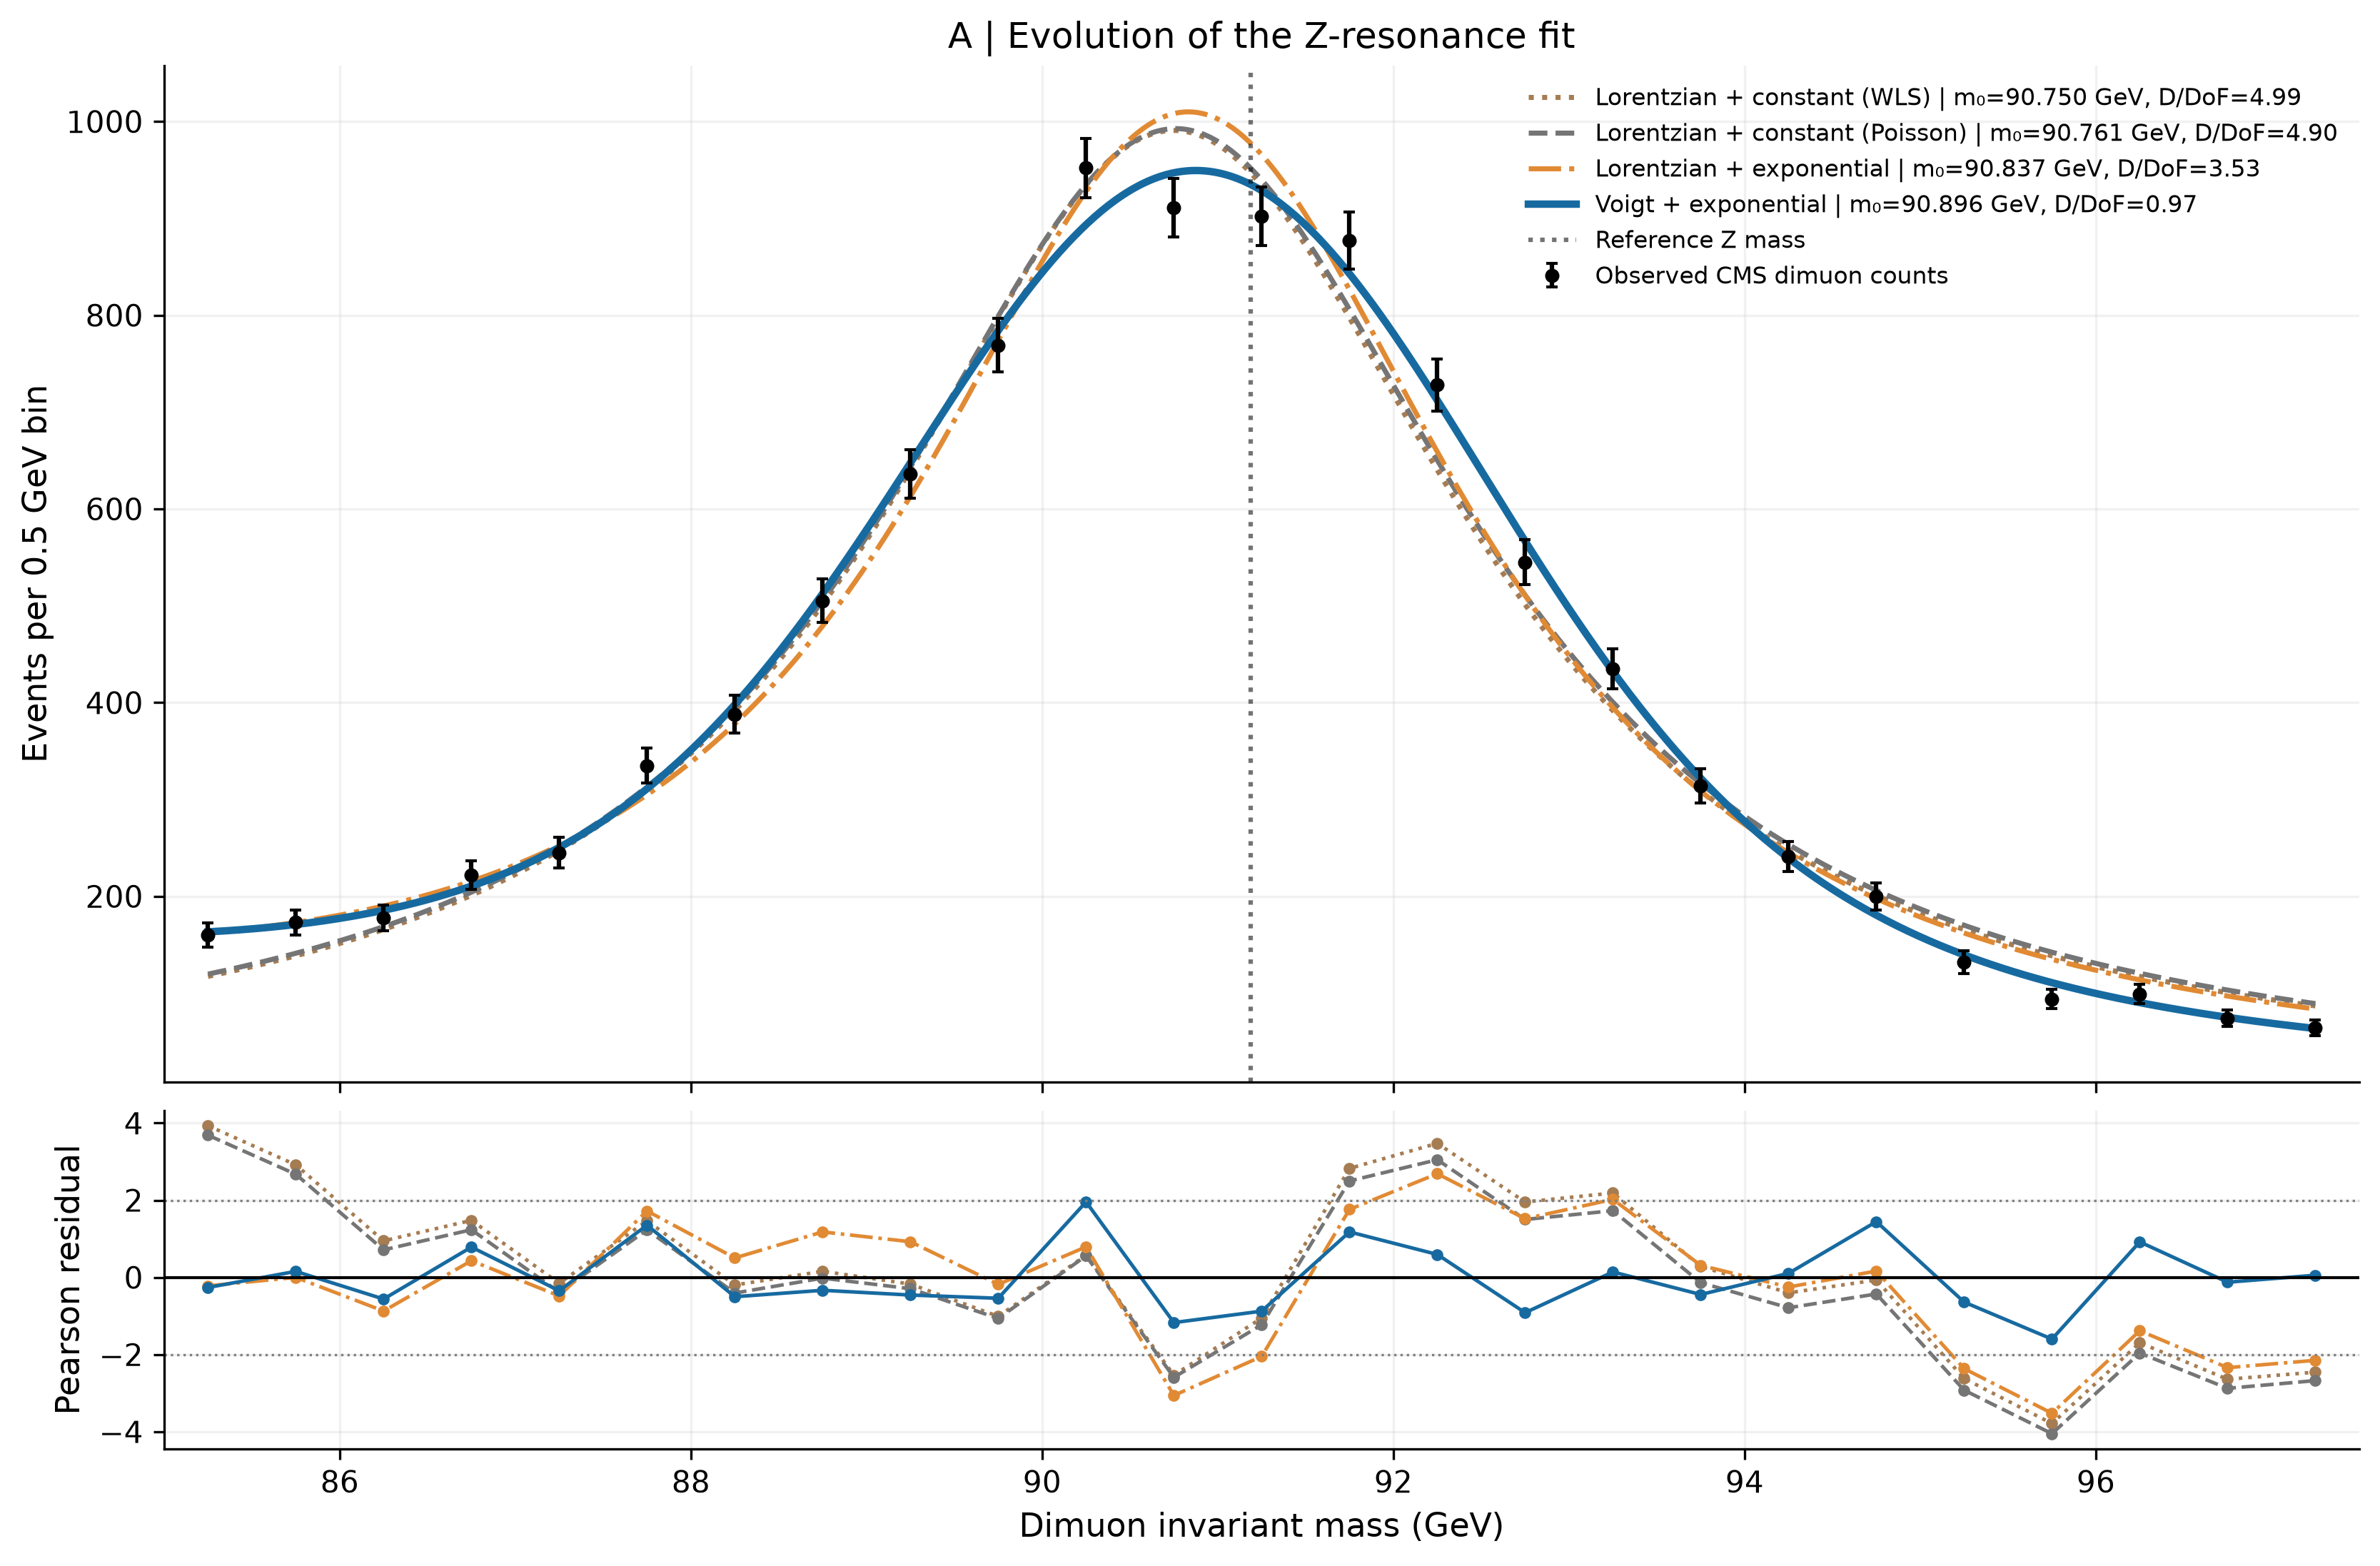 A | Evolution of the Z-resonance fit
Events per 0.5 GeV bin
1000
800
600
400
200
Lorentzian + constant (WLS) | m₀=90.750 GeV, D/DoF=4.99
Lorentzian + constant (Poisson) | m₀=90.761 GeV, D/DoF=4.90
Lorentzian + exponential | m₀=90.837 GeV, D/DoF=3.53
Voigt + exponential | m₀=90.896 GeV, D/DoF=0.97
Reference Z mass
Observed CMS dimuon counts
Pearson residual
4
2
0
−2
−4
86
88
90
92
94
96
Dimuon invariant mass (GeV)